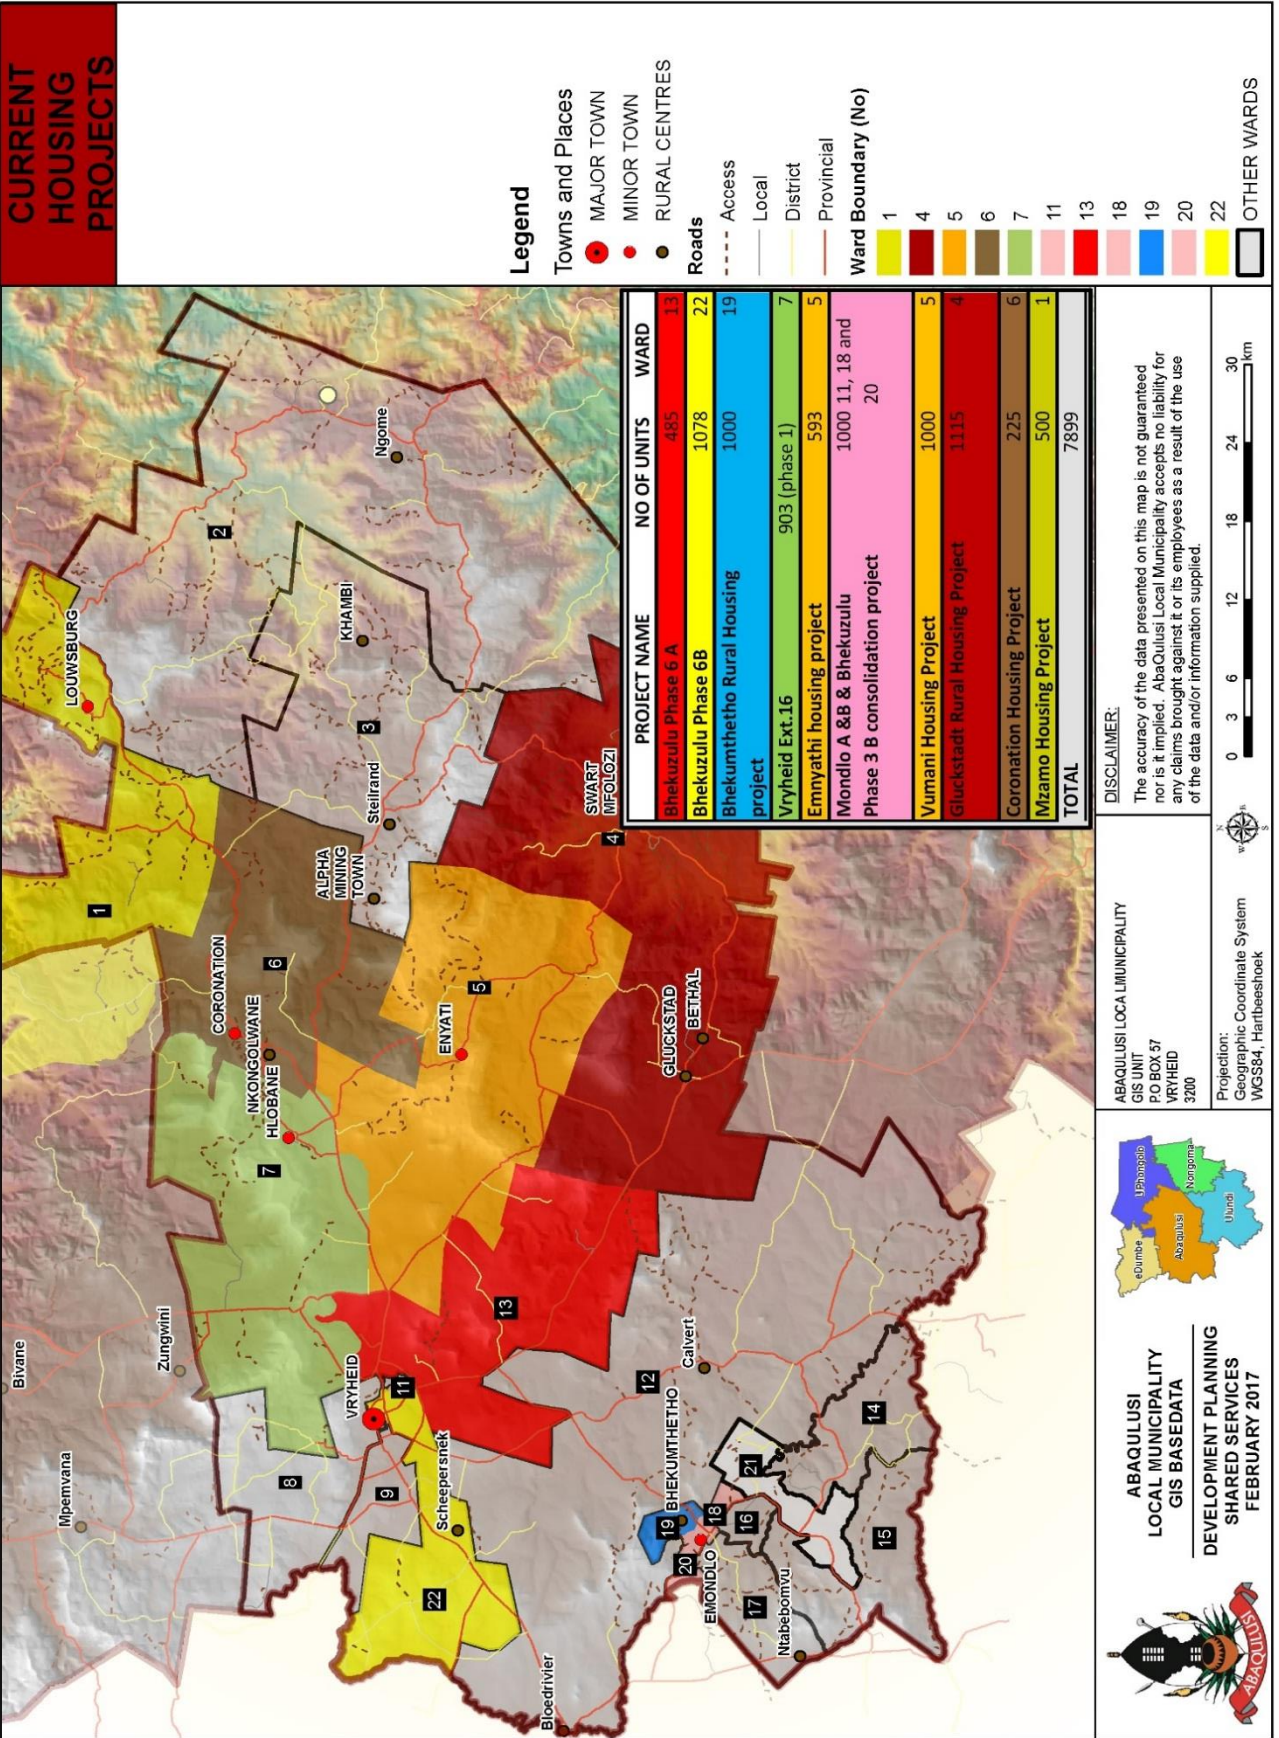 CURRENT
HOUSING
PROJECTS
Bivane
Mpemvana
Zungwini
LOUWSBURG
1
2
CORONATION
6
NKONGOLWANE
HLOBANE
7
KHAMBI
Ngome
3
Steilrand
ALPHA
MINING
TOWN
8
VRYHEID
9
11
22
Scheepersnek
ENYATI
5
13
SWART
MFOLOZI
4
Bloedrivier
12
Calvert
BHEKUMTHETHO
19
18
20
EMONDLO
16
17
21
14
15
Ntabebomvu
GLUCKSTAD
BETHAL
Legend
Towns and Places
MAJOR TOWN
MINOR TOWN
RURAL CENTRES
Roads
Access
Local
District
Provincial
Ward Boundary (No)
1
4
5
6
7
11
13
18
19
20
22
OTHER WARDS
PROJECT NAME NO OF UNITS WARD
Bhekuzulu Phase 6 A 485 13
Bhekuzulu Phase 6B 1078 22
Bhekumthetho Rural Housing 1000 19
project
Vryheid Ext.16 903 (phase 1) 7
Emnyathi housing project 593 5
Mondlo A &B & Bhekuzulu 1000 11, 18 and
Phase 3 B consolidation project 20
Vumani Housing Project 1000 5
Gluckstadt Rural Housing Project 1115 4
Coronation Housing Project 225 6
Mzamo Housing Project 500 1
TOTAL 7899
ABAQULUSI
ABAQULUSI
LOCAL MUNICIPALITY
GIS BASEDATA
DEVELOPMENT PLANNING
SHARED SERVICES
FEBRUARY 2017
eDumbe
UPhongolo
Abaqulusi
Nongoma
Ulundi
ABAQULUSI LOCA LMUNICIPALITY
GIS UNIT
P.O BOX 57
VRYHEID
3200
Projection:
Geographic Coordinate System
WGS84, Hartbeeshoek
N
W E
S
DISCLAIMER:
The accuracy of the data presented on this map is not guaranteed
nor is it implied. AbaQulusi Local Municipality accepts no liability for
any claims brought against it or its employees as a result of the use
of the data and/or information supplied.
0 3 6 12 18 24 30
km